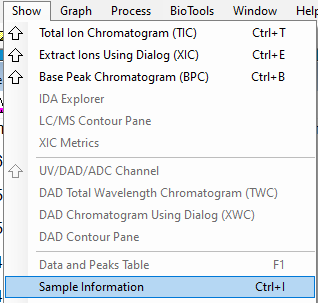 Show Graph Process BioTools Window Help
Total Ion Chromatogram (TIC) Ctrl+T
Extract Ions Using Dialog (XIC) Ctrl+E
Base Peak Chromatogram (BPC) Ctrl+B
IDA Explorer
LC/MS Contour Pane
XIC Metrics
UV/DAD/ADC Channel
DAD Total Wavelength Chromatogram (TWC)
DAD Chromatogram Using Dialog (XWC)
DAD Contour Pane
Data and Peaks Table F1
Sample Information Ctrl+I